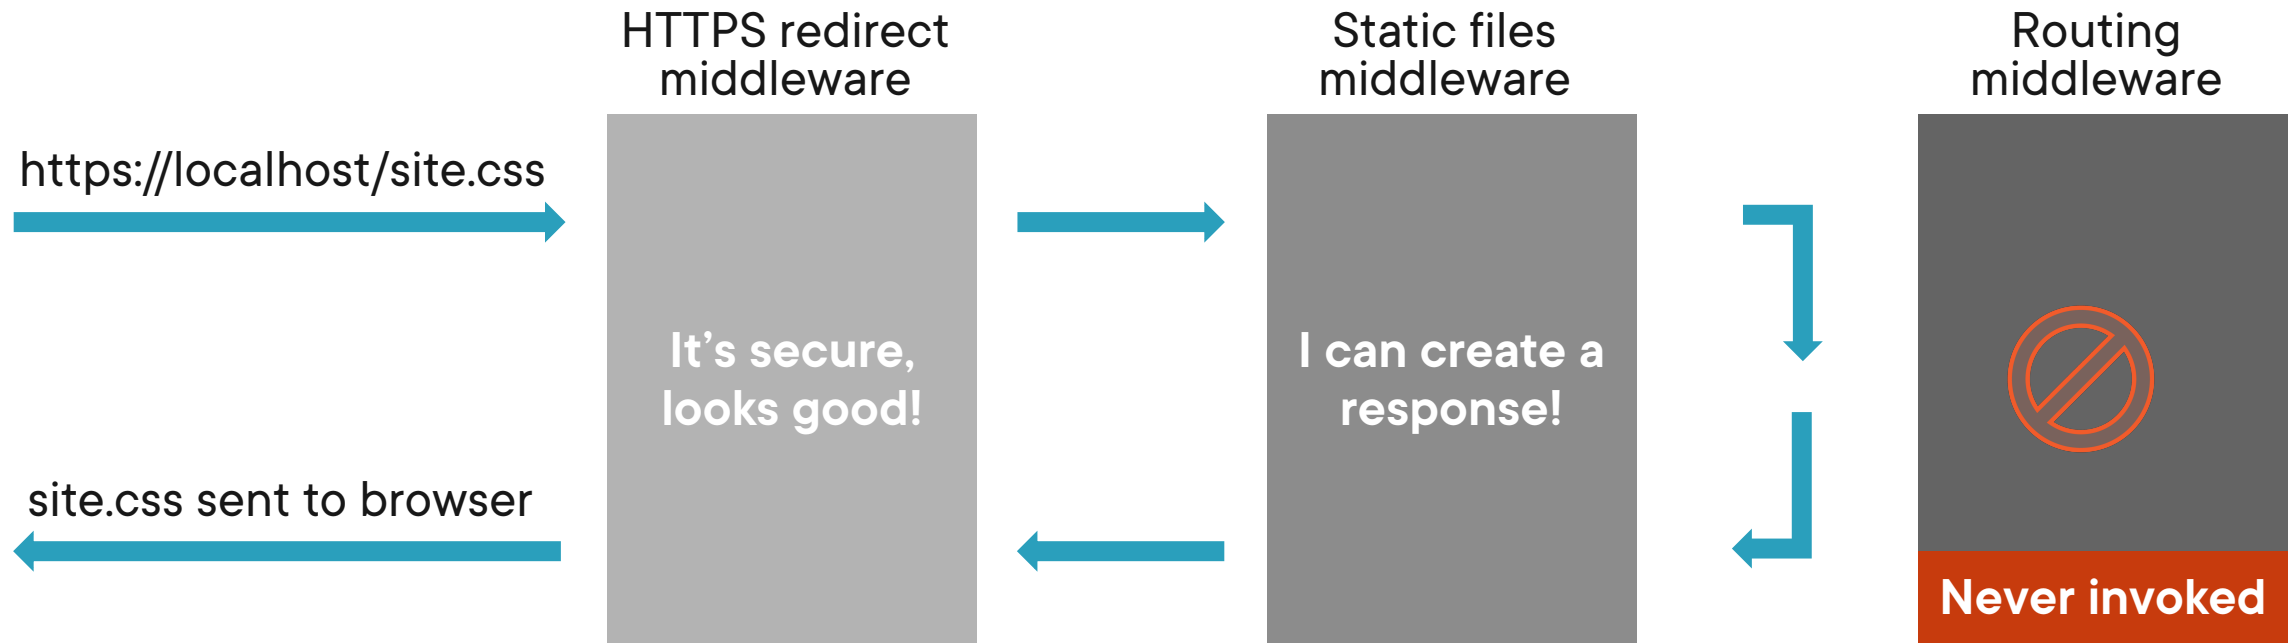 HTTPS redirect
middleware
Static files
middleware
Routing
middleware
https://localhost/site.css
It’s secure,
looks good!
I can create a
response!
site.css sent to browser
Never invoked